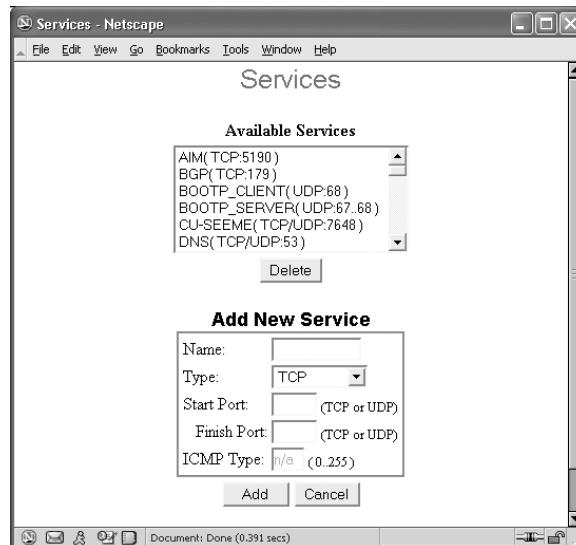 Services - Netscape
File Edit View Go Bookmarks Tools Window Help
Services
Available Services
AIM(TCP:5190)
BGP(TCP:179)
BOOTP_CLIENT(UDP:68)
BOOTP_SERVER(UDP:67..68)
CU-SEEME(TCP/UDP:7648)
DNS(TCP/UDP:53)
Delete
Add New Service
Name:
Type: TCP
Start Port: (TCP or UDP)
Finish Port: (TCP or UDP)
ICMP Type: n/a (0..255)
Add Cancel
Document: Done (0.391 secs)